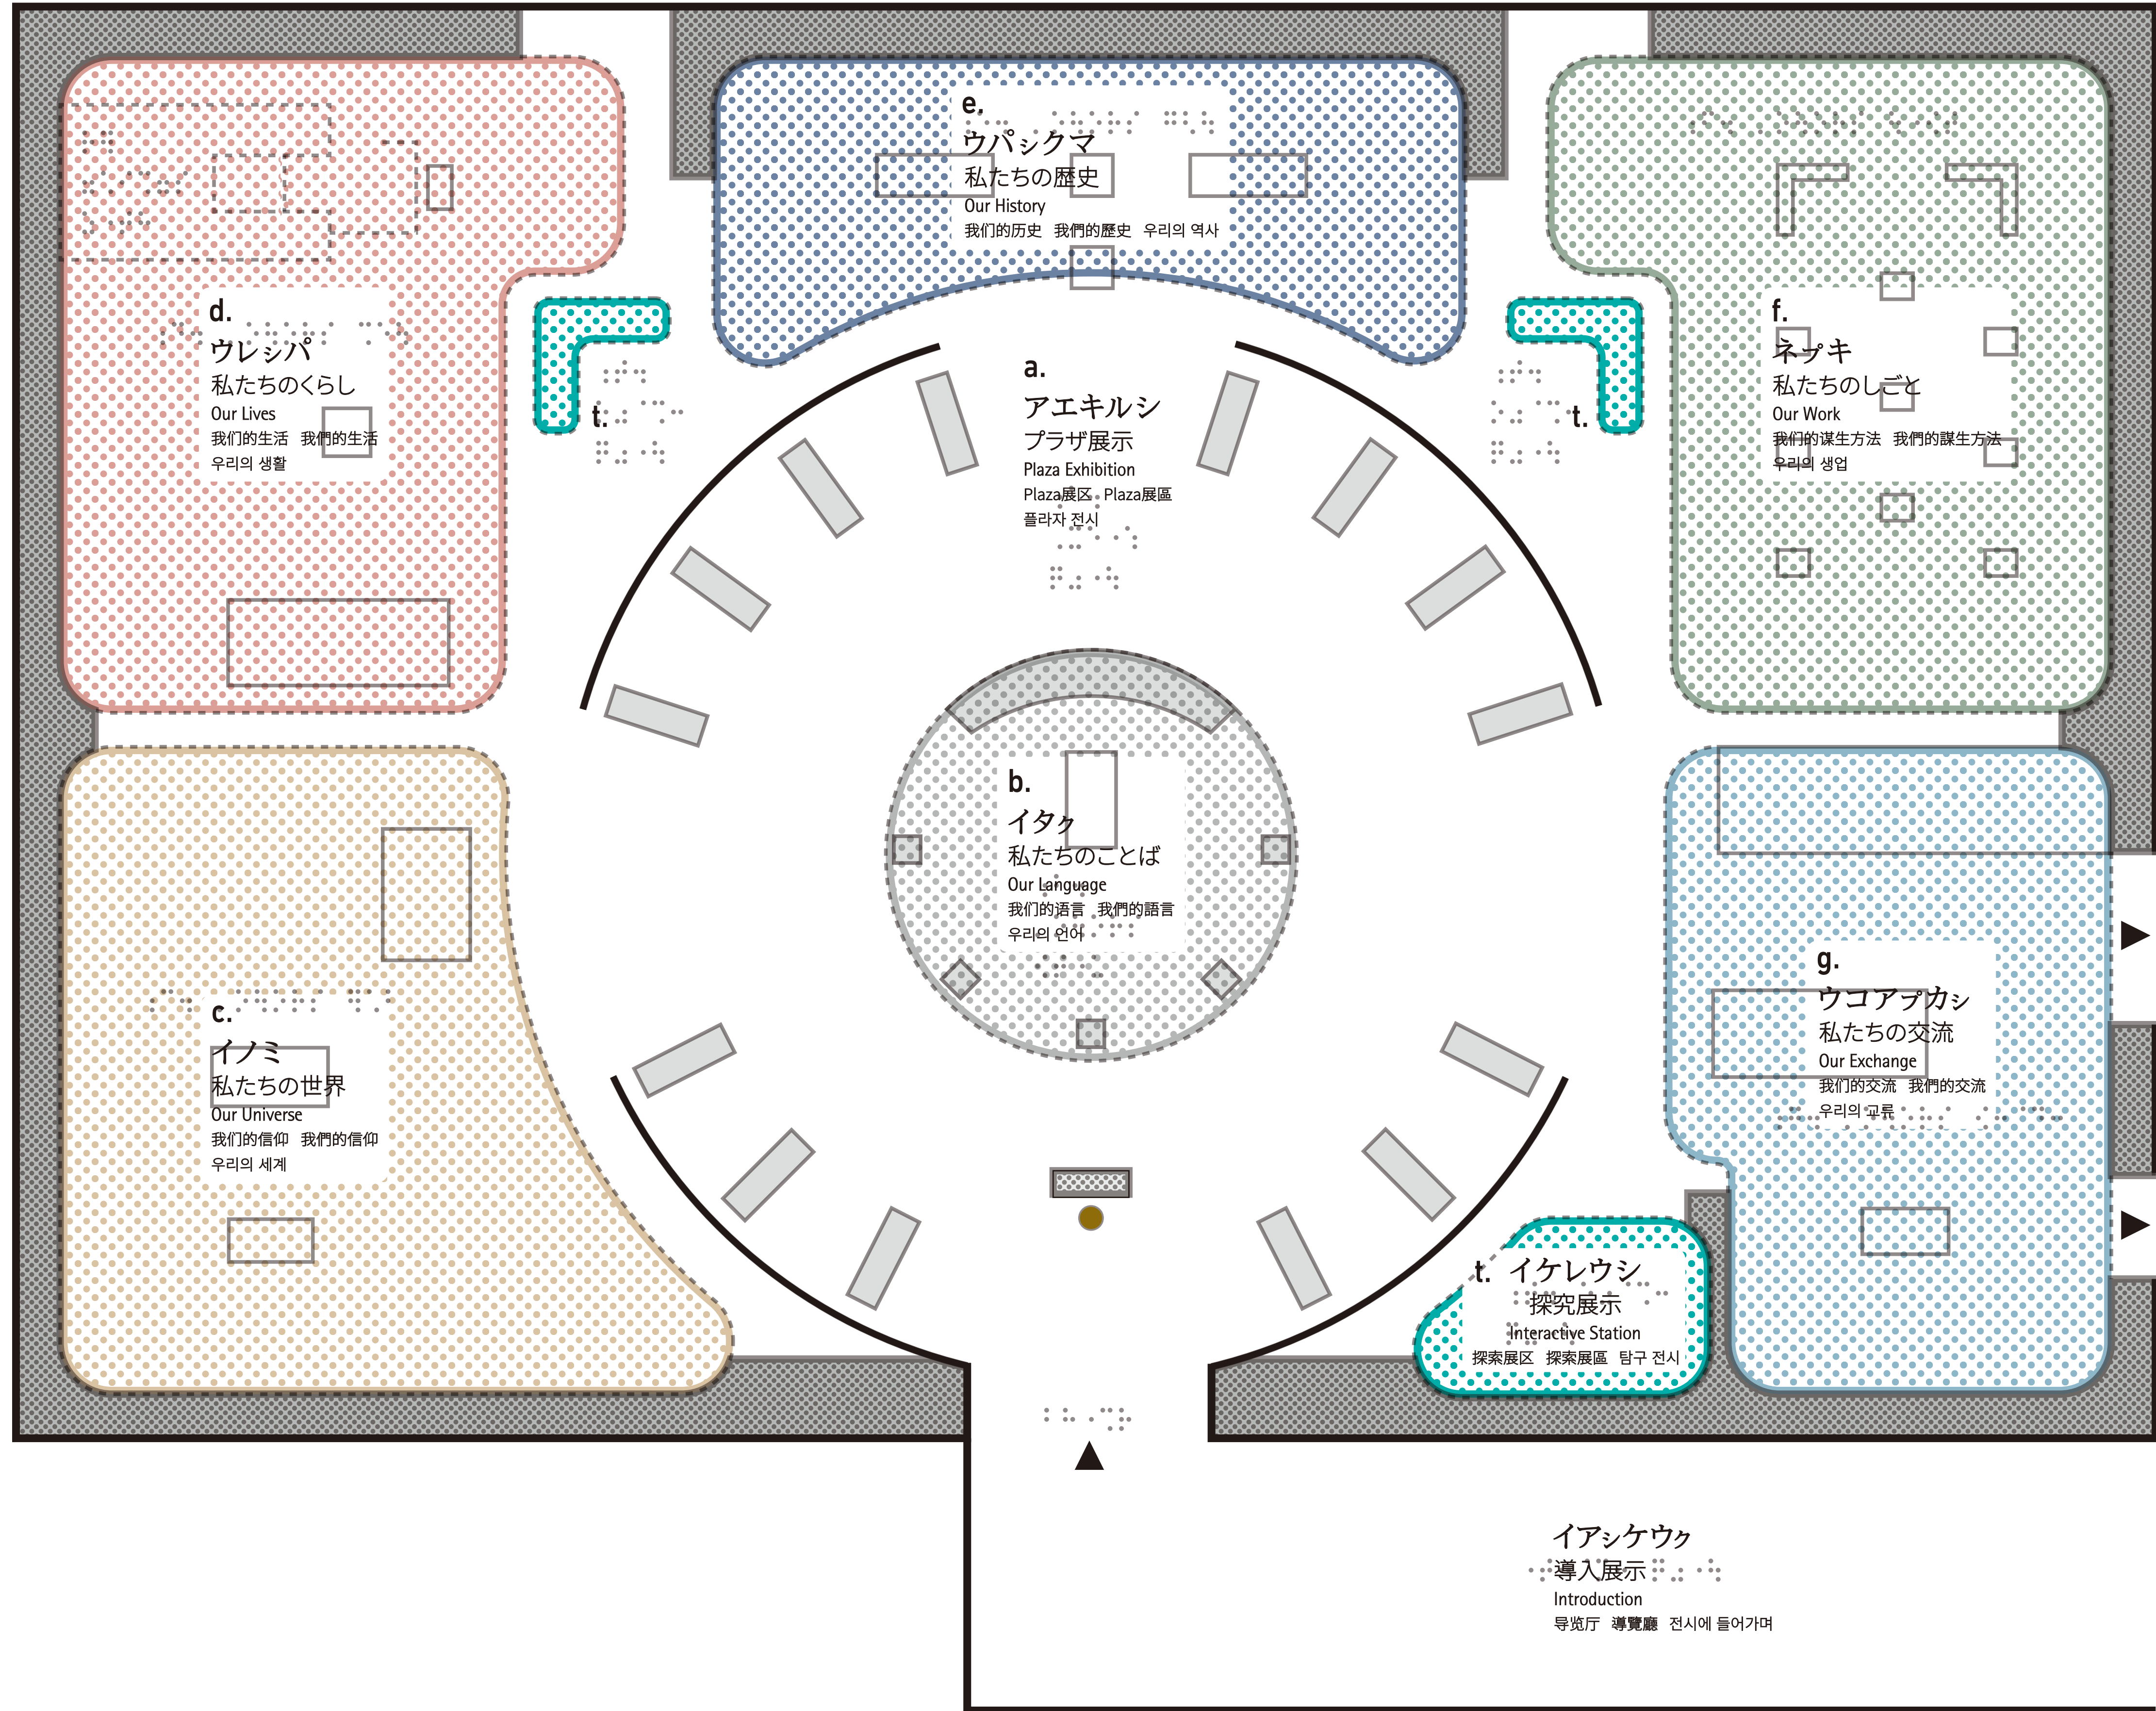 e.
ウパㇱクマ
私たちの歴史
Our History
我们的历史 我們的歷史 우리의 역사
d.
ウレㇱパ
私たちのくらし
Our Lives
我们的生活 我們的生活
우리의 생활
t.
a.
アエキルシ
プラザ展示
Plaza Exhibition
Plaza展区 Plaza展區
플라자 전시
t.
f.
ネㇷ゚キ
私たちのしごと
Our Work
我们的谋生方法 我們的謀生方法
우리의 생업
b.
イタㇰ
私たちのことば
Our Language
我们的语言 我們的語言
우리의 언어
c.
イノミ
私たちの世界
Our Universe
我们的信仰 我們的信仰
우리의 세계
g.
ウコアㇷ゚カㇱ
私たちの交流
Our Exchange
我们的交流 我們的交流
우리의 교류
t. イケレウシ
探究展示
Interactive Station
探索展区 探索展區 탐구 전시
イアㇱケウㇰ
導入展示
Introduction
导览厅 導覽廳 전시에 들어가며